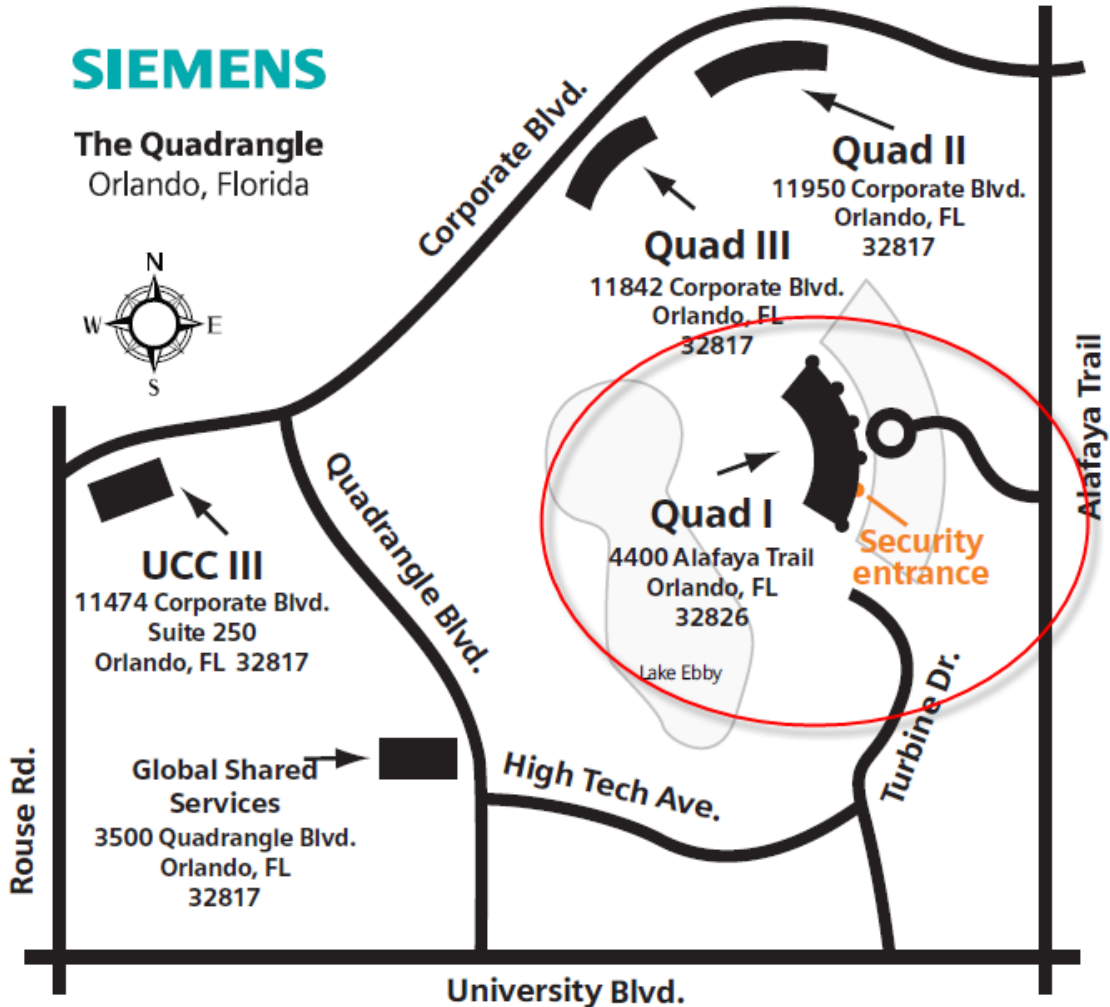 SIEMENS
The Quadrangle
Orlando, Florida
N
W
E
S
Corporate Blvd.
Quad II
11950 Corporate Blvd.
Orlando, FL
32817
Quad III
11842 Corporate Blvd.
Orlando, FL
32817
Alafaya Trail
Quad I
4400 Alafaya Trail
Orlando, FL
32826
Security
entrance
Lake Ebby
UCC III
11474 Corporate Blvd.
Suite 250
Orlando, FL 32817
Quadrangle Blvd.
Turbine Dr.
High Tech Ave.
Global Shared
Services
3500 Quadrangle Blvd.
Orlando, FL
32817
Rouse Rd.
University Blvd.